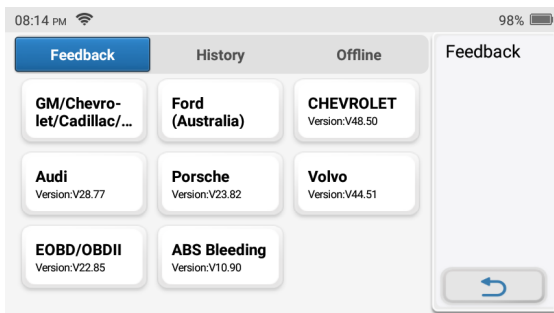 08:14 PM 98%
Feedback History Offline
Feedback
GM/Chevro-
let/Cadillac/...
Ford
(Australia)
CHEVROLET
Version:V48.50
Audi
Version:V28.77
Porsche
Version:V23.82
Volvo
Version:V44.51
EOBD/OBDII
Version:V22.85
ABS Bleeding
Version:V10.90